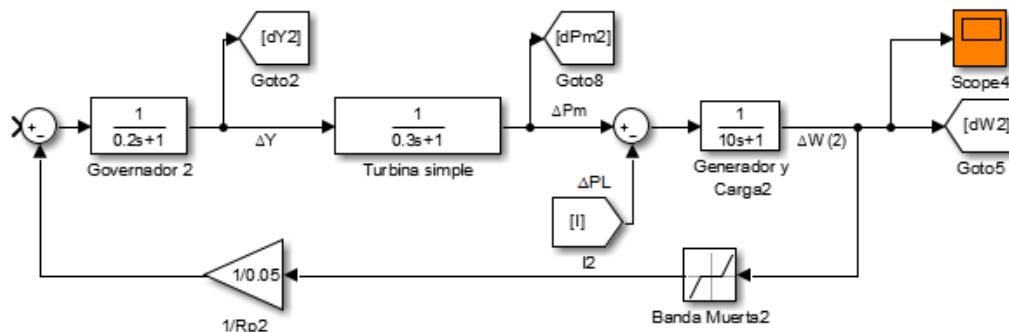 [dY2]
Goto2
[dPm2]
Goto8
Scope4
+
-
1
0.2s+1
Governador 2
ΔY
1
0.3s+1
Turbina simple
ΔPm
+
-
1
10s+1
Generador y
Carga2
ΔW (2)
[dW2]
Goto5
ΔPL
[I]
I2
1/0.05
1/Rp2
Banda Muerta2